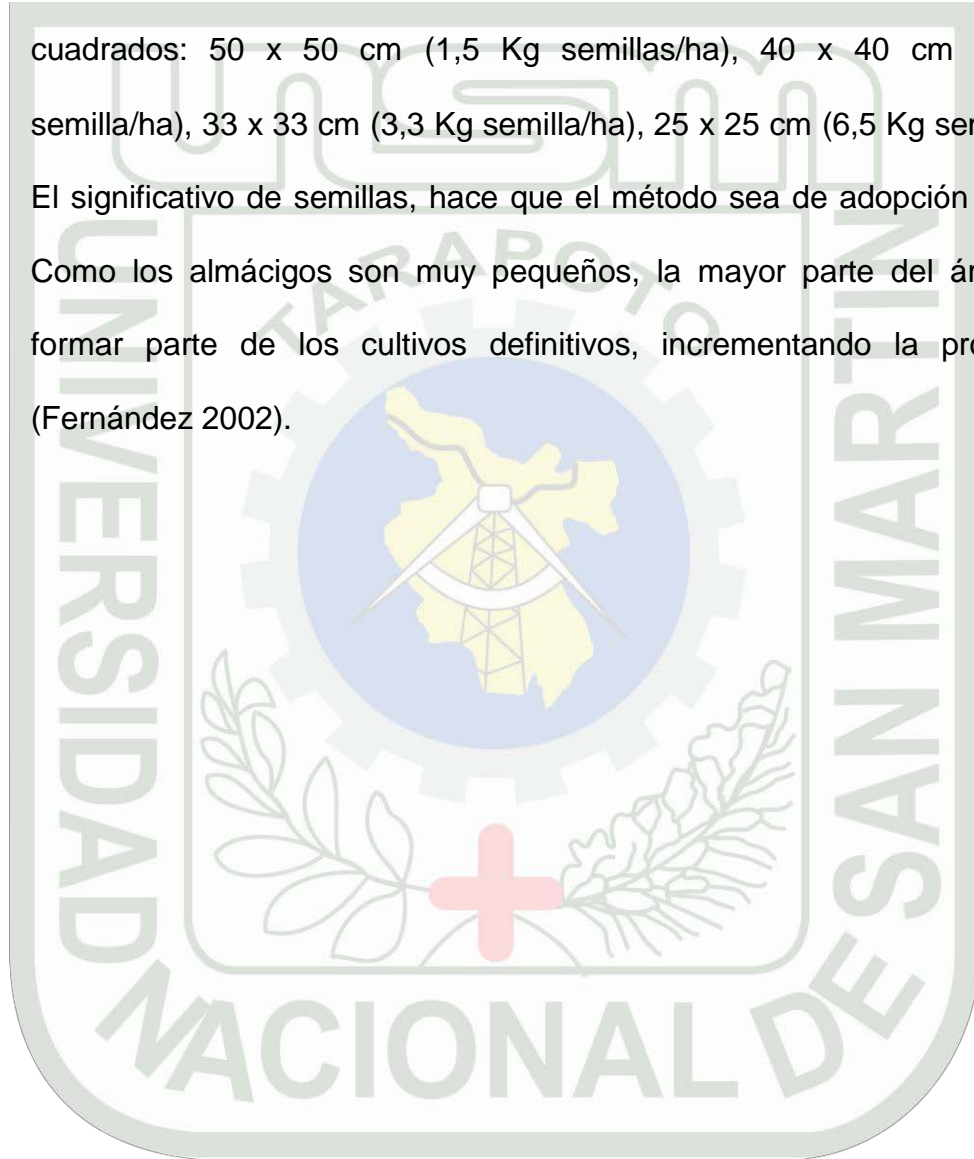 cuadrados: 50 x 50 cm (1,5 Kg semillas/ha), 40 x 40 cm
semilla/ha), 33 x 33 cm (3,3 Kg semilla/ha), 25 x 25 cm (6,5 Kg
El significativo de semillas, hace que el método sea de adopción
Como los almácigos son muy pequeños, la mayor parte del
formar parte de los cultivos definitivos, incrementando la
(Fernández 2002).
unsm
TARAPOTO
UNIVERSIDAD NACIONAL DE SAN MARTIN